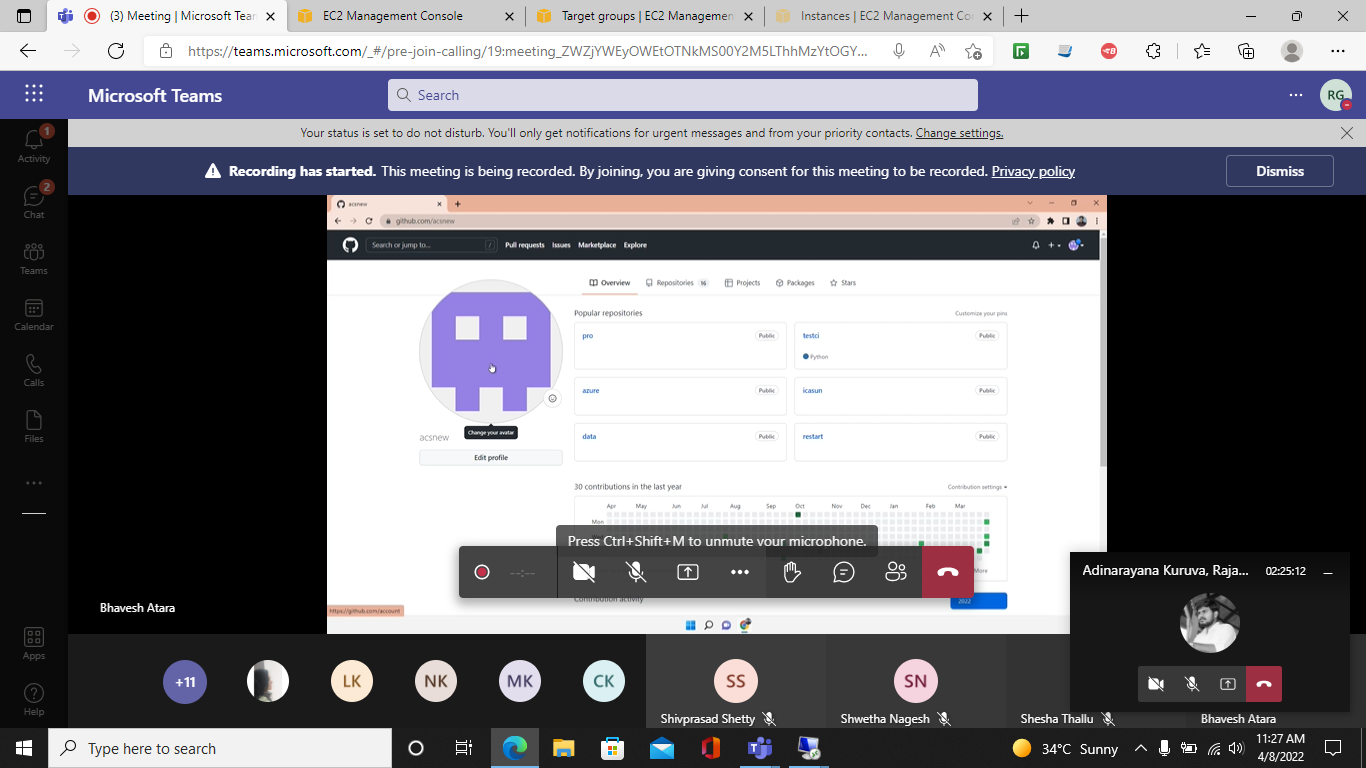 (3) Meeting | Microsoft Tea
EC2 Management Console
Target groups | EC2 Managemen
Instances | EC2 Management Co
https://teams.microsoft.com/_#/pre-join-calling/19:meeting_ZWZjYWEyOWEtOTNkMS00Y2M5LThhMzYtOGY...
Microsoft Teams
Search
RG
Your status is set to do not disturb. You'll only get notifications for urgent messages and from your priority contacts. Change settings.
Recording has started. This meeting is being recorded. By joining, you are giving consent for this meeting to be recorded. Privacy policy
Dismiss
1
Activity
2
Chat
Teams
Calendar
Calls
Files
Apps
Help
acsnew
github.com/acsnew
Search or jump to...
/
Pull requests Issues Marketplace Explore
Overview Repositories 16 Projects Packages Stars
Popular repositories
Customize your pins
pro Public
testci Public
Python
azure Public
icasun Public
data Public
restart Public
Change your avatar
acsnew
Edit profile
30 contributions in the last year
Contribution settings
Apr May Jun Jul Aug Sep Oct Nov Dec Jan Feb Mar
Mon
More
Press Ctrl+Shift+M to unmute your microphone.
--:--
Contribution activity
2022
https://github.com/account
Bhavesh Atara
Adinarayana Kuruva, Raja... 02:25:12
+11
LK
NK
MK
CK
SS
SN
Shivprasad Shetty
Shwetha Nagesh
Shesha Thallu
Bhavesh Atara
Type here to search
34°C Sunny
11:27 AM
4/8/2022